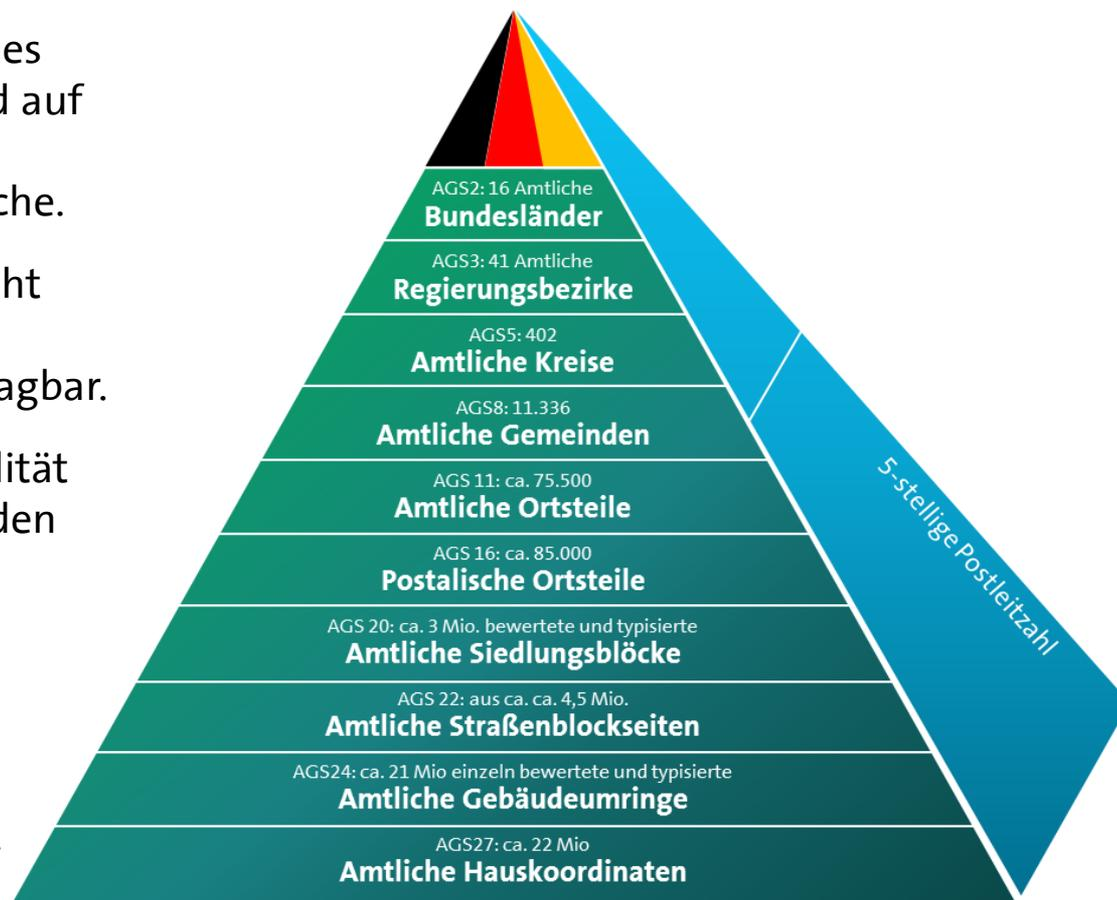 es
d auf
che.
ht
agbar.
lität
den
AGS2: 16 Amtliche
Bundesländer
AGS3: 41 Amtliche
Regierungsbezirke
AGS5: 402
Amtliche Kreise
AGS8: 11.336
Amtliche Gemeinden
AGS 11: ca. 75.500
Amtliche Ortsteile
AGS 16: ca. 85.000
Postalische Ortsteile
AGS 20: ca. 3 Mio. bewertete und typisierte
Amtliche Siedlungsblöcke
AGS 22: aus ca. ca. 4,5 Mio.
Amtliche Straßenblockseiten
AGS24: ca. 21 Mio einzeln bewertete und typisierte
Amtliche Gebäudeumringe
AGS27: ca. 22 Mio
Amtliche Hauskoordinaten
5-stellige Postleitzahl